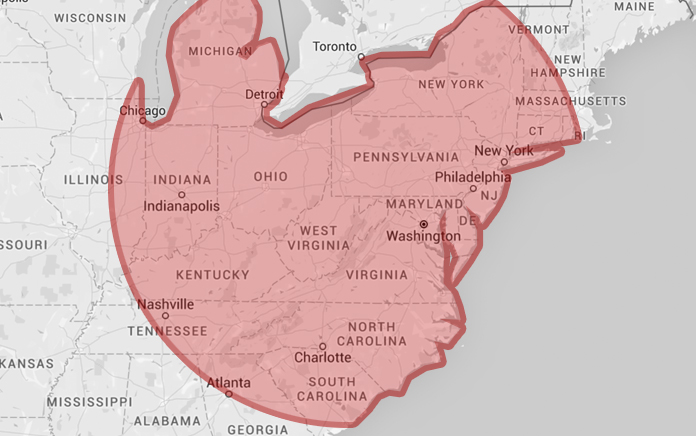 WISCONSIN
MAINE
VERMONT
Toronto
MICHIGAN
NEW
HAMPSHIRE
NEW YORK
Detroit
MASSACHUSETTS
Chicago
CT
RI
New York
PENNSYLVANIA
ILLINOIS
INDIANA
OHIO
Philadelphia
NJ
Indianapolis
MARYLAND
DE
WEST
VIRGINIA
Washington
SSOURI
KENTUCKY
VIRGINIA
Nashville
TENNESSEE
NORTH
CAROLINA
Charlotte
KANSAS
Atlanta
SOUTH
CAROLINA
MISSISSIPPI
ALABAMA
GEORGIA